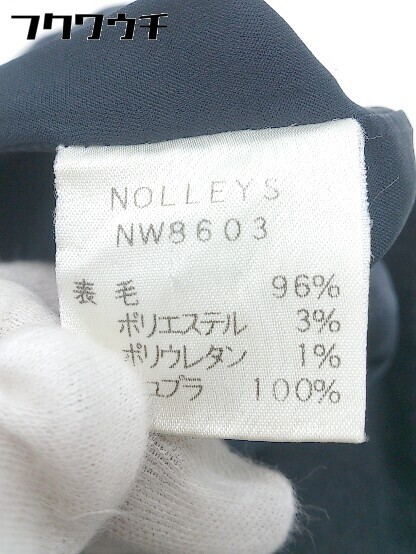 フクワウチ
NOLLEYS
NW8603
表 毛 96%
ポリエステル 3%
ポリウレタン 1%
ュプラ 100%